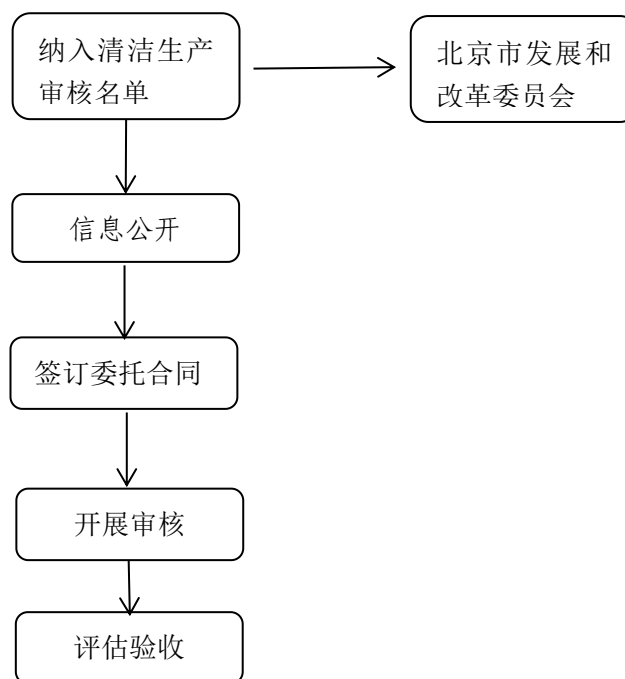 纳入清洁生产
审核名单
北京市发展和
改革委员会
信息公开
签订委托合同
开展审核
评估验收